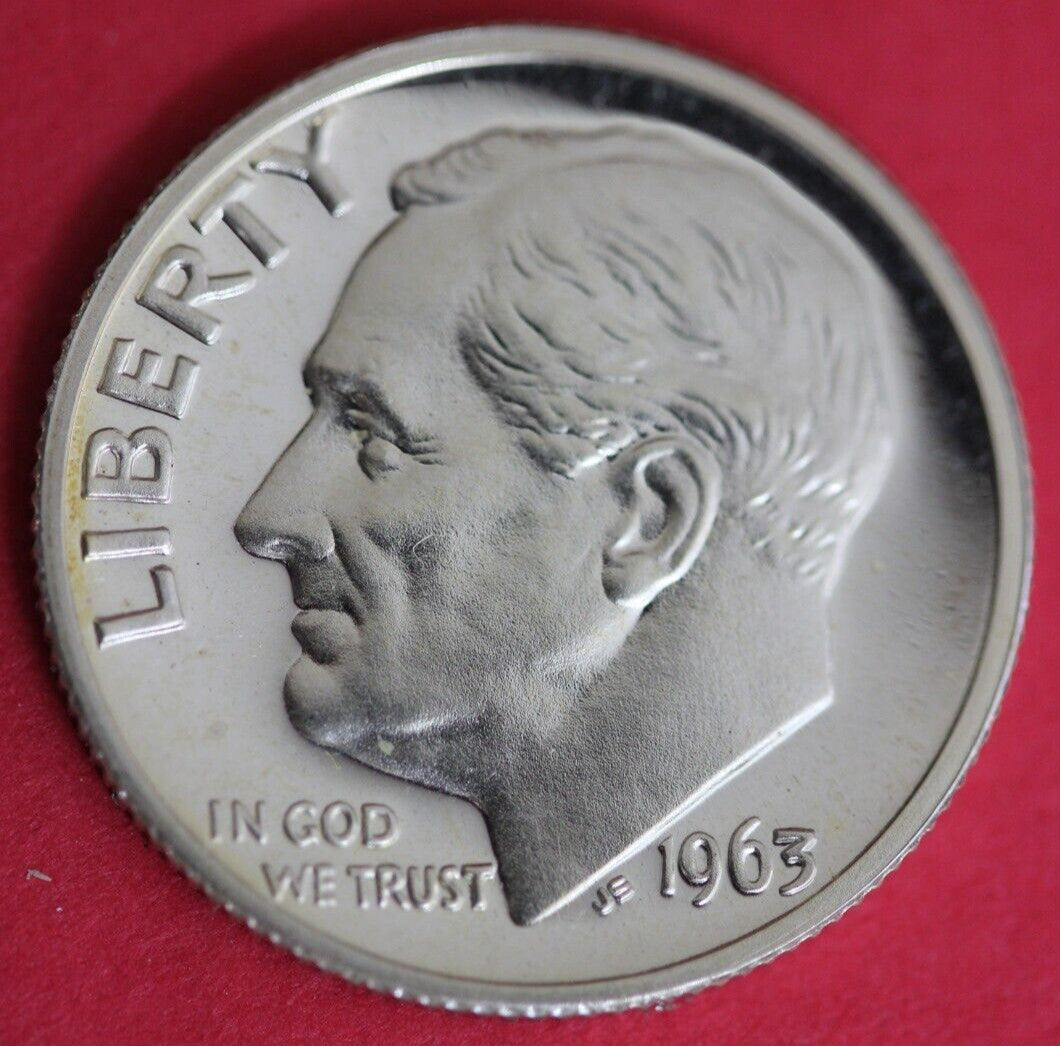 LIBERTY
IN GOD
WE TRUST
JS 1963